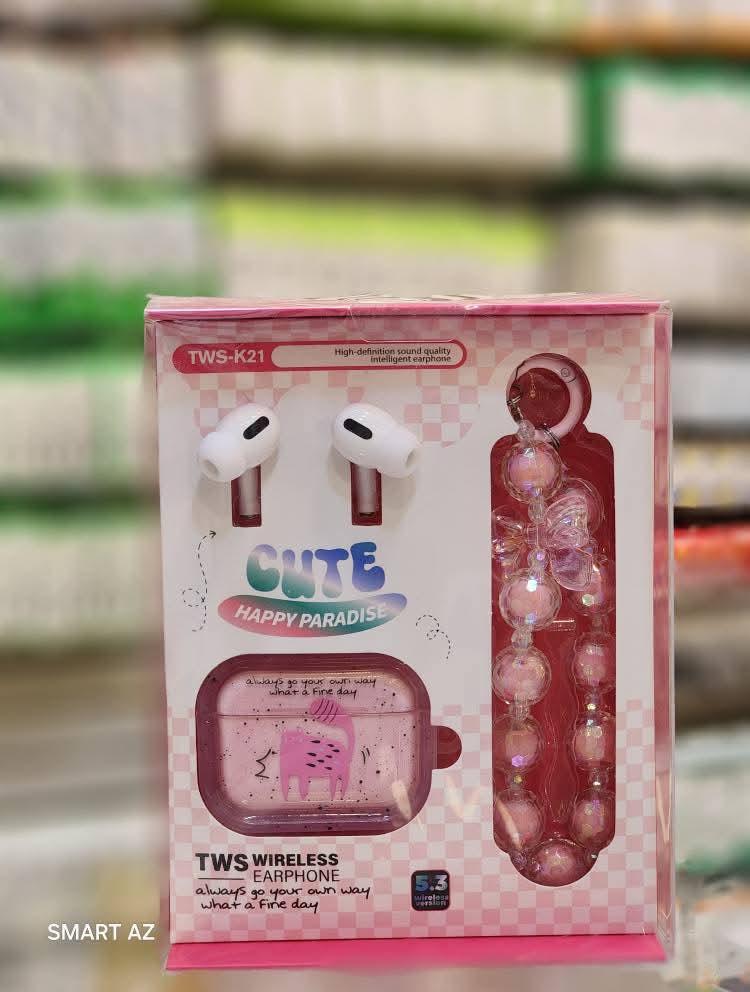 TWS-K21
High-definition sound quality
intelligent earphone
CUTE
HAPPY PARADISE
always go your own way
what a fine day
TWS WIRELESS
EARPHONE
always go your own way
what a fine day
5.3
wireless
version
SMART AZ